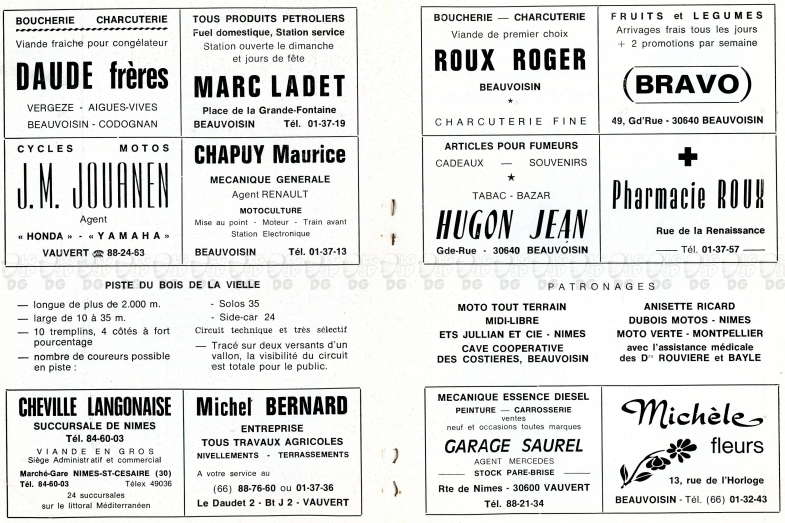 BOUCHERIE CHARCUTERIE
Viande fraiche pour congélateur
DAUDE frères
VERGEZE - AIGUES-VIVES
BEAUVOISIN - CODOGNAN
TOUS PRODUITS PETROLIERS
Fuel domestique, Station service
Station ouverte le dimanche
et jours de fête
MARC LADET
Place de la Grande-Fontaine
BEAUVOISIN Tél. 01-37-19
CYCLES MOTOS
J.M. JOUANEN
Agent
« HONDA » - « YAMAHA »
VAUVERT ☎ 88-24-63
CHAPUY Maurice
MECANIQUE GENERALE
Agent RENAULT
MOTOCULTURE
Mise au point - Moteur - Train avant
Station Electronique
BEAUVOISIN Tél. 01-37-13
PISTE DU BOIS DE LA VIELLE
— longue de plus de 2.000 m.
— large de 10 à 35 m.
— 10 tremplins, 4 côtés à fort
pourcentage
— nombre de coureurs possible
en piste :
- Solos 35
- Side-car 24
Circuit technique et très sélectif
— Tracé sur deux versants d'un
vallon, la visibilité du circuit
est totale pour le public.
CHEVILLE LANGONAISE
SUCCURSALE DE NIMES
Tél. 84-60-03
VIANDE EN GROS
Siège Administratif et commercial
Marché-Gare NIMES-ST-CESAIRE (30)
Tél. 84-60-03 Télex 49036
24 succursales
sur le littoral Méditerranéen
Michel BERNARD
ENTREPRISE
TOUS TRAVAUX AGRICOLES
NIVELLEMENTS - TERRASSEMENTS
A votre service au
(66) 88-76-60 ou 01-37-36
Le Daudet 2 - Bt J 2 - VAUVERT
BOUCHERIE — CHARCUTERIE
Viande de premier choix
ROUX ROGER
BEAUVOISIN
★
CHARCUTERIE FINE
FRUITS et LEGUMES
Arrivages frais tous les jours
+ 2 promotions par semaine
(BRAVO)
49, Gd'Rue - 30640 BEAUVOISIN
ARTICLES POUR FUMEURS
CADEAUX — SOUVENIRS
★
TABAC - BAZAR
HUGON JEAN
Gde-Rue - 30640 BEAUVOISIN
Pharmacie ROUX
Rue de la Renaissance
— Tél. 01-37-57 —
PATRONAGES
MOTO TOUT TERRAIN
MIDI-LIBRE
ETS JULLIAN ET CIE - NIMES
CAVE COOPERATIVE
DES COSTIERES, BEAUVOISIN
ANISETTE RICARD
DUBOIS MOTOS - NIMES
MOTO VERTE - MONTPELLIER
avec l'assistance médicale
des Drs ROUVIERE et BAYLE
MECANIQUE ESSENCE DIESEL
PEINTURE — CARROSSERIE
ventes
neuf et occasions toutes marques
GARAGE SAUREL
AGENT MERCEDES
— STOCK PARE-BRISE —
Rte de Nimes - 30600 VAUVERT
Tél. 88-21-34
Michèle
fleurs
13, rue de l'Horloge
BEAUVOISIN - Tél. (66) 01-32-43